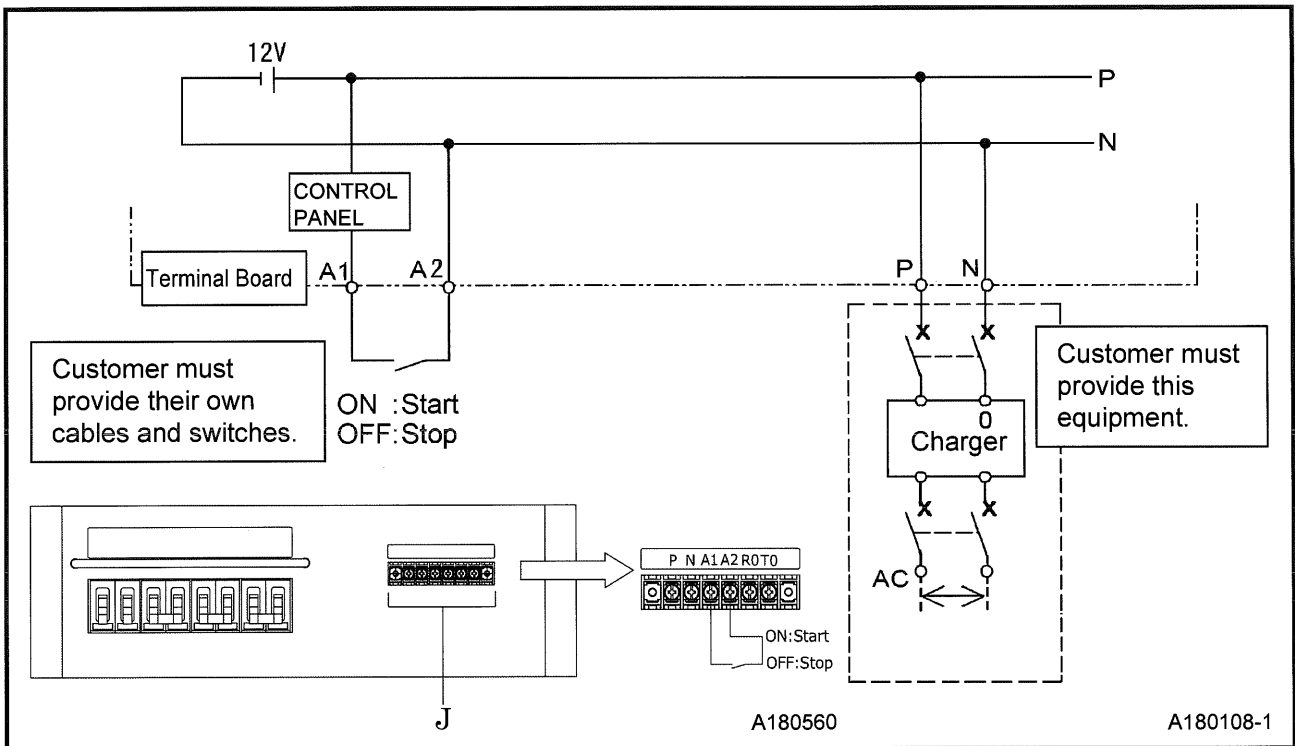 12V
P
N
CONTROL
PANEL
Terminal Board
A1
A2
P
N
Customer must
provide their own
cables and switches.
ON :Start
OFF:Stop
Customer must
provide this
equipment.
O
Charger
AC
P N A1 A2 R0 T0
ON:Start
OFF:Stop
J
A180560
A180108-1